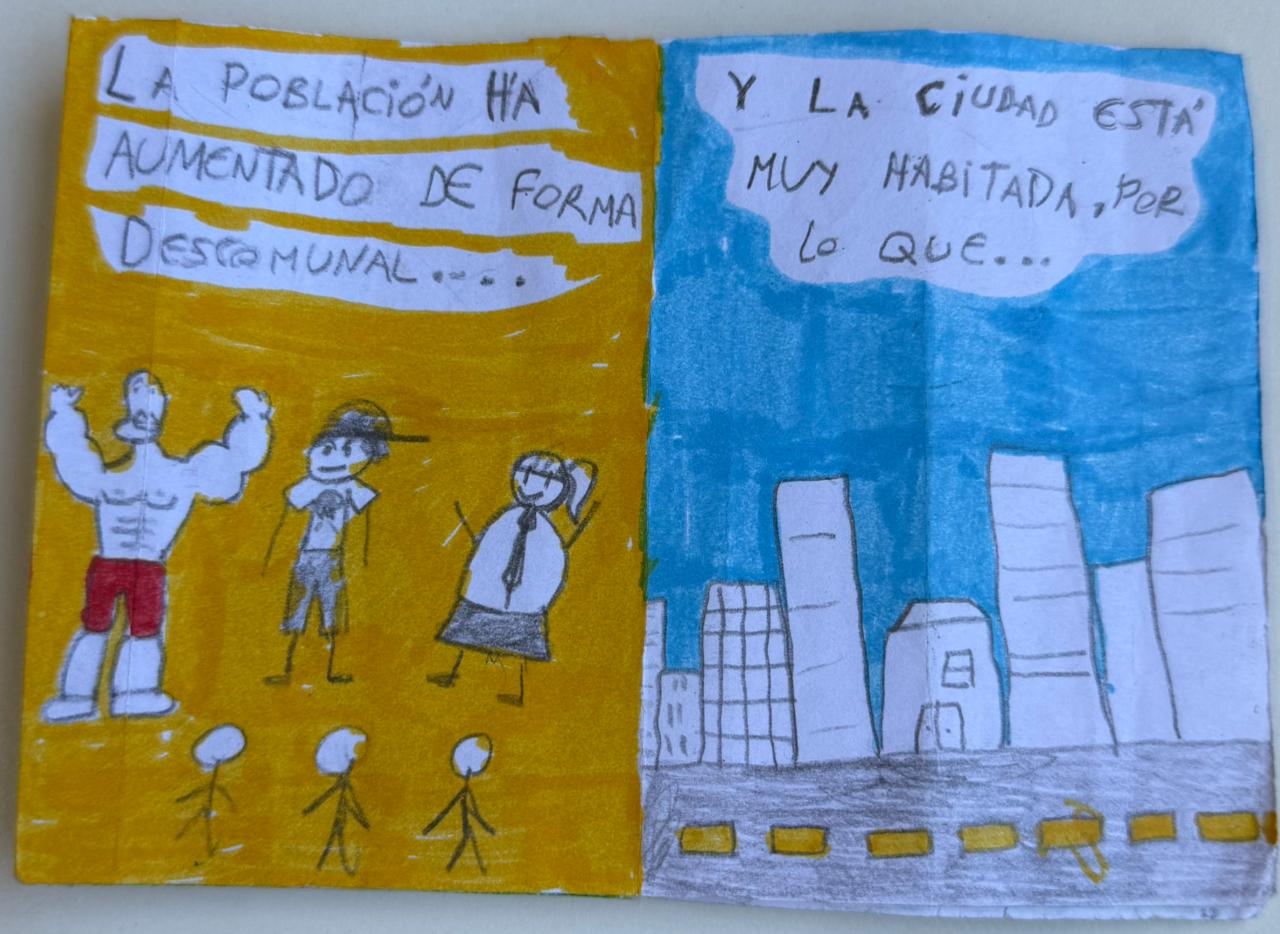 LA POBLACIÓN HA
AUMENTADO DE FORMA
DESCOMUNAL....
Y LA CIUDAD ESTÁ
MUY HABITADA, POR
LO QUE...